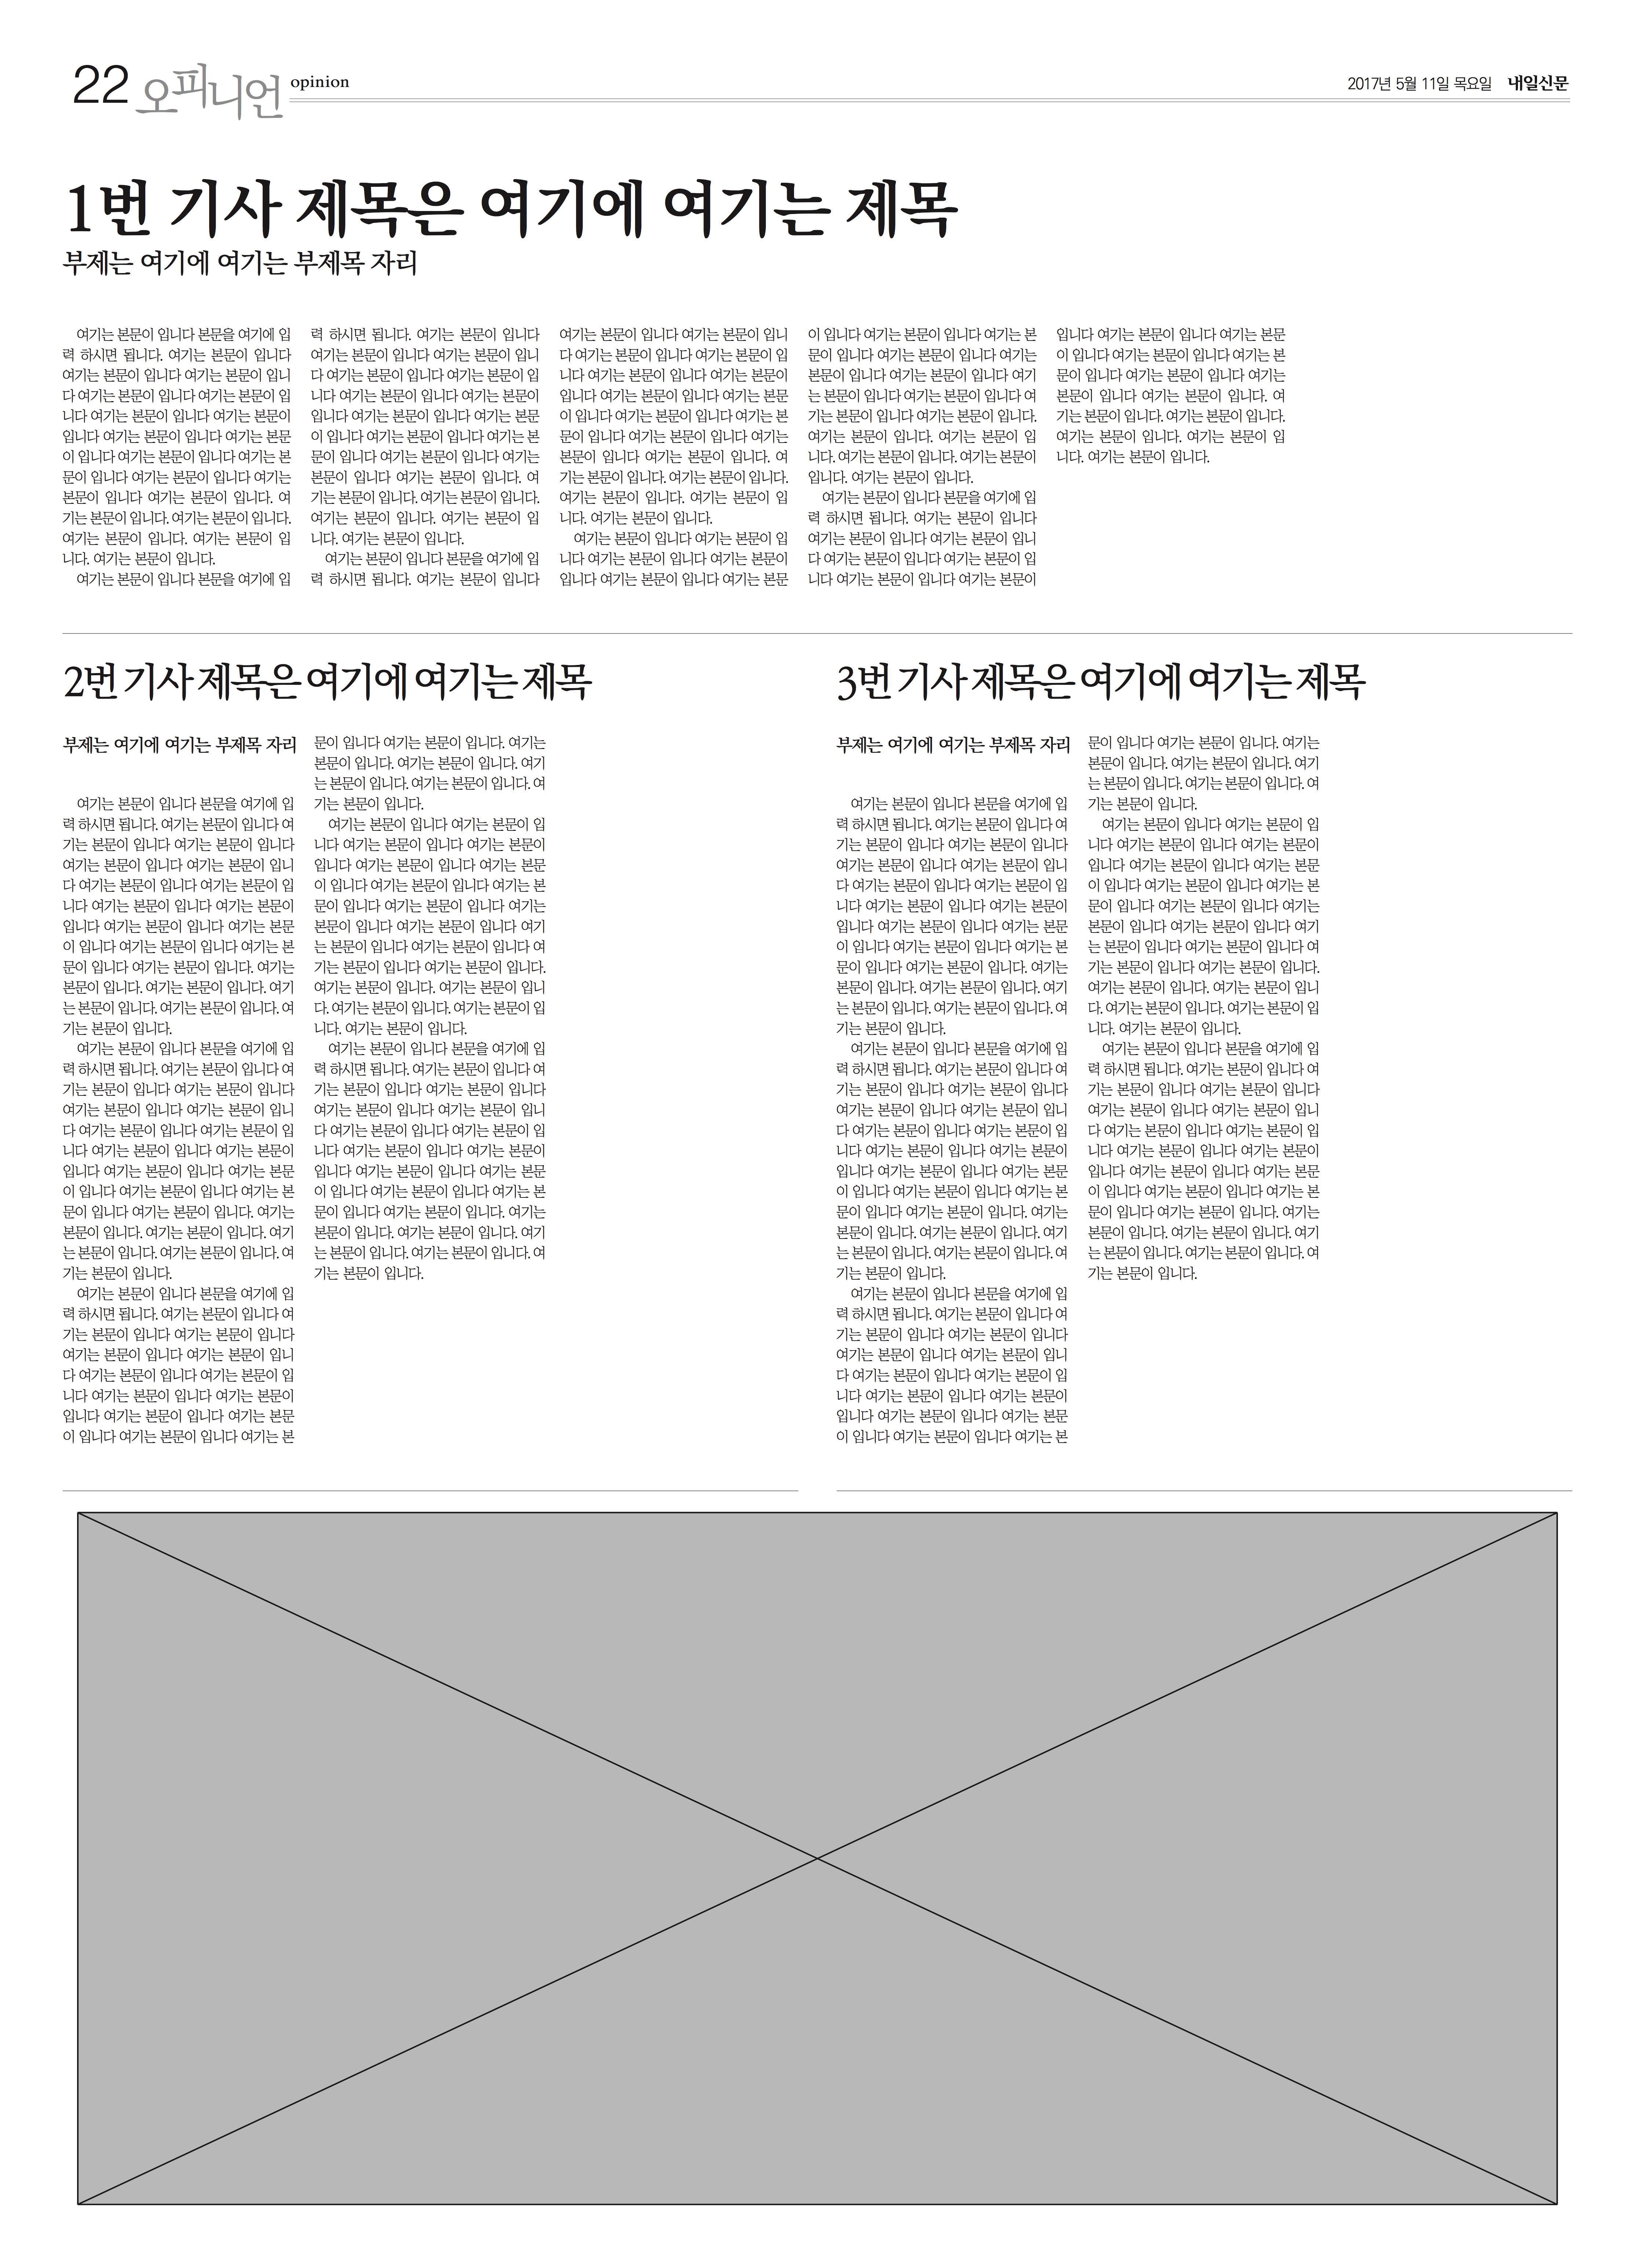 22 오피니언 opinion
2017년 5월 11일 목요일 내일신문
1번 기사 제목은 여기에 여기는 제목
부제는 여기에 여기는 부제목 자리
여기는 본문이 입니다 본문을 여기에 입
력 하시면 됩니다. 여기는 본문이 입니다
여기는 본문이 입니다 여기는 본문이 입니
다 여기는 본문이 입니다 여기는 본문이 입
니다 여기는 본문이 입니다 여기는 본문이
입니다 여기는 본문이 입니다 여기는 본문
이 입니다 여기는 본문이 입니다 여기는 본
문이 입니다 여기는 본문이 입니다 여기는
본문이 입니다 여기는 본문이 입니다. 여
기는 본문이 입니다. 여기는 본문이 입니다.
여기는 본문이 입니다. 여기는 본문이 입
니다. 여기는 본문이 입니다.
여기는 본문이 입니다 본문을 여기에 입
력 하시면 됩니다. 여기는 본문이 입니다
여기는 본문이 입니다 여기는 본문이 입니
다 여기는 본문이 입니다 여기는 본문이 입
니다 여기는 본문이 입니다 여기는 본문이
입니다 여기는 본문이 입니다 여기는 본문
이 입니다 여기는 본문이 입니다 여기는 본
문이 입니다 여기는 본문이 입니다 여기는
본문이 입니다 여기는 본문이 입니다. 여
기는 본문이 입니다. 여기는 본문이 입니다.
여기는 본문이 입니다. 여기는 본문이 입
니다. 여기는 본문이 입니다.
여기는 본문이 입니다 본문을 여기에 입
력 하시면 됩니다. 여기는 본문이 입니다
여기는 본문이 입니다 여기는 본문이 입니
다 여기는 본문이 입니다 여기는 본문이 입
니다 여기는 본문이 입니다 여기는 본문이
입니다 여기는 본문이 입니다 여기는 본문
이 입니다 여기는 본문이 입니다 여기는 본
문이 입니다 여기는 본문이 입니다 여기는
본문이 입니다 여기는 본문이 입니다. 여
기는 본문이 입니다. 여기는 본문이 입니다.
여기는 본문이 입니다. 여기는 본문이 입
니다. 여기는 본문이 입니다.
여기는 본문이 입니다 여기는 본문이 입
니다 여기는 본문이 입니다 여기는 본문이
입니다 여기는 본문이 입니다 여기는 본문
이 입니다 여기는 본문이 입니다 여기는 본
문이 입니다 여기는 본문이 입니다 여기는
본문이 입니다 여기는 본문이 입니다 여기
는 본문이 입니다 여기는 본문이 입니다 여
기는 본문이 입니다 여기는 본문이 입니다.
여기는 본문이 입니다. 여기는 본문이 입
니다. 여기는 본문이 입니다. 여기는 본문이
입니다. 여기는 본문이 입니다.
여기는 본문이 입니다 본문을 여기에 입
력 하시면 됩니다. 여기는 본문이 입니다
여기는 본문이 입니다 여기는 본문이 입니
다 여기는 본문이 입니다 여기는 본문이 입
니다 여기는 본문이 입니다 여기는 본문이
입니다 여기는 본문이 입니다 여기는 본문
이 입니다 여기는 본문이 입니다 여기는 본
문이 입니다 여기는 본문이 입니다 여기는
본문이 입니다 여기는 본문이 입니다. 여
기는 본문이 입니다. 여기는 본문이 입니다.
여기는 본문이 입니다. 여기는 본문이 입
니다. 여기는 본문이 입니다.
2번 기사 제목은 여기에 여기는 제목
부제는 여기에 여기는 부제목 자리
여기는 본문이 입니다 본문을 여기에 입
력 하시면 됩니다. 여기는 본문이 입니다 여
기는 본문이 입니다 여기는 본문이 입니다
여기는 본문이 입니다 여기는 본문이 입니
다 여기는 본문이 입니다 여기는 본문이 입
니다 여기는 본문이 입니다 여기는 본문이
입니다 여기는 본문이 입니다 여기는 본문
이 입니다 여기는 본문이 입니다 여기는 본
문이 입니다 여기는 본문이 입니다. 여기는
본문이 입니다. 여기는 본문이 입니다. 여기
는 본문이 입니다. 여기는 본문이 입니다. 여
기는 본문이 입니다.
여기는 본문이 입니다 본문을 여기에 입
력 하시면 됩니다. 여기는 본문이 입니다 여
기는 본문이 입니다 여기는 본문이 입니다
여기는 본문이 입니다 여기는 본문이 입니
다 여기는 본문이 입니다 여기는 본문이 입
니다 여기는 본문이 입니다 여기는 본문이
입니다 여기는 본문이 입니다 여기는 본문
이 입니다 여기는 본문이 입니다 여기는 본
문이 입니다 여기는 본문이 입니다. 여기는
본문이 입니다. 여기는 본문이 입니다. 여기
는 본문이 입니다. 여기는 본문이 입니다. 여
기는 본문이 입니다.
여기는 본문이 입니다 본문을 여기에 입
력 하시면 됩니다. 여기는 본문이 입니다 여
기는 본문이 입니다 여기는 본문이 입니다
여기는 본문이 입니다 여기는 본문이 입니
다 여기는 본문이 입니다 여기는 본문이 입
니다 여기는 본문이 입니다 여기는 본문이
입니다 여기는 본문이 입니다 여기는 본문
이 입니다 여기는 본문이 입니다 여기는 본
문이 입니다 여기는 본문이 입니다. 여기는
본문이 입니다. 여기는 본문이 입니다. 여기
는 본문이 입니다. 여기는 본문이 입니다. 여
기는 본문이 입니다.
여기는 본문이 입니다 여기는 본문이 입
니다 여기는 본문이 입니다 여기는 본문이
입니다 여기는 본문이 입니다 여기는 본문
이 입니다 여기는 본문이 입니다 여기는 본
문이 입니다 여기는 본문이 입니다 여기는
본문이 입니다 여기는 본문이 입니다 여기
는 본문이 입니다 여기는 본문이 입니다 여
기는 본문이 입니다 여기는 본문이 입니다.
여기는 본문이 입니다. 여기는 본문이 입니
다. 여기는 본문이 입니다. 여기는 본문이 입
니다. 여기는 본문이 입니다.
여기는 본문이 입니다 본문을 여기에 입
력 하시면 됩니다. 여기는 본문이 입니다 여
기는 본문이 입니다 여기는 본문이 입니다
여기는 본문이 입니다 여기는 본문이 입니
다 여기는 본문이 입니다 여기는 본문이 입
니다 여기는 본문이 입니다 여기는 본문이
입니다 여기는 본문이 입니다 여기는 본문
이 입니다 여기는 본문이 입니다 여기는 본
문이 입니다 여기는 본문이 입니다. 여기는
본문이 입니다. 여기는 본문이 입니다. 여기
는 본문이 입니다. 여기는 본문이 입니다. 여
기는 본문이 입니다.
3번 기사 제목은 여기에 여기는 제목
부제는 여기에 여기는 부제목 자리
여기는 본문이 입니다 본문을 여기에 입
력 하시면 됩니다. 여기는 본문이 입니다 여
기는 본문이 입니다 여기는 본문이 입니다
여기는 본문이 입니다 여기는 본문이 입니
다 여기는 본문이 입니다 여기는 본문이 입
니다 여기는 본문이 입니다 여기는 본문이
입니다 여기는 본문이 입니다 여기는 본문
이 입니다 여기는 본문이 입니다 여기는 본
문이 입니다 여기는 본문이 입니다. 여기는
본문이 입니다. 여기는 본문이 입니다. 여기
는 본문이 입니다. 여기는 본문이 입니다. 여
기는 본문이 입니다.
여기는 본문이 입니다 본문을 여기에 입
력 하시면 됩니다. 여기는 본문이 입니다 여
기는 본문이 입니다 여기는 본문이 입니다
여기는 본문이 입니다 여기는 본문이 입니
다 여기는 본문이 입니다 여기는 본문이 입
니다 여기는 본문이 입니다 여기는 본문이
입니다 여기는 본문이 입니다 여기는 본문
이 입니다 여기는 본문이 입니다 여기는 본
문이 입니다 여기는 본문이 입니다. 여기는
본문이 입니다. 여기는 본문이 입니다. 여기
는 본문이 입니다. 여기는 본문이 입니다. 여
기는 본문이 입니다.
여기는 본문이 입니다 본문을 여기에 입
력 하시면 됩니다. 여기는 본문이 입니다 여
기는 본문이 입니다 여기는 본문이 입니다
여기는 본문이 입니다 여기는 본문이 입니
다 여기는 본문이 입니다 여기는 본문이 입
니다 여기는 본문이 입니다 여기는 본문이
입니다 여기는 본문이 입니다 여기는 본문
이 입니다 여기는 본문이 입니다 여기는 본
문이 입니다 여기는 본문이 입니다. 여기는
본문이 입니다. 여기는 본문이 입니다. 여기
는 본문이 입니다. 여기는 본문이 입니다. 여
기는 본문이 입니다.
여기는 본문이 입니다 여기는 본문이 입
니다 여기는 본문이 입니다 여기는 본문이
입니다 여기는 본문이 입니다 여기는 본문
이 입니다 여기는 본문이 입니다 여기는 본
문이 입니다 여기는 본문이 입니다 여기는
본문이 입니다 여기는 본문이 입니다 여기
는 본문이 입니다 여기는 본문이 입니다 여
기는 본문이 입니다 여기는 본문이 입니다.
여기는 본문이 입니다. 여기는 본문이 입니
다. 여기는 본문이 입니다. 여기는 본문이 입
니다. 여기는 본문이 입니다.
여기는 본문이 입니다 본문을 여기에 입
력 하시면 됩니다. 여기는 본문이 입니다 여
기는 본문이 입니다 여기는 본문이 입니다
여기는 본문이 입니다 여기는 본문이 입니
다 여기는 본문이 입니다 여기는 본문이 입
니다 여기는 본문이 입니다 여기는 본문이
입니다 여기는 본문이 입니다 여기는 본문
이 입니다 여기는 본문이 입니다 여기는 본
문이 입니다 여기는 본문이 입니다. 여기는
본문이 입니다. 여기는 본문이 입니다. 여기
는 본문이 입니다. 여기는 본문이 입니다. 여
기는 본문이 입니다.